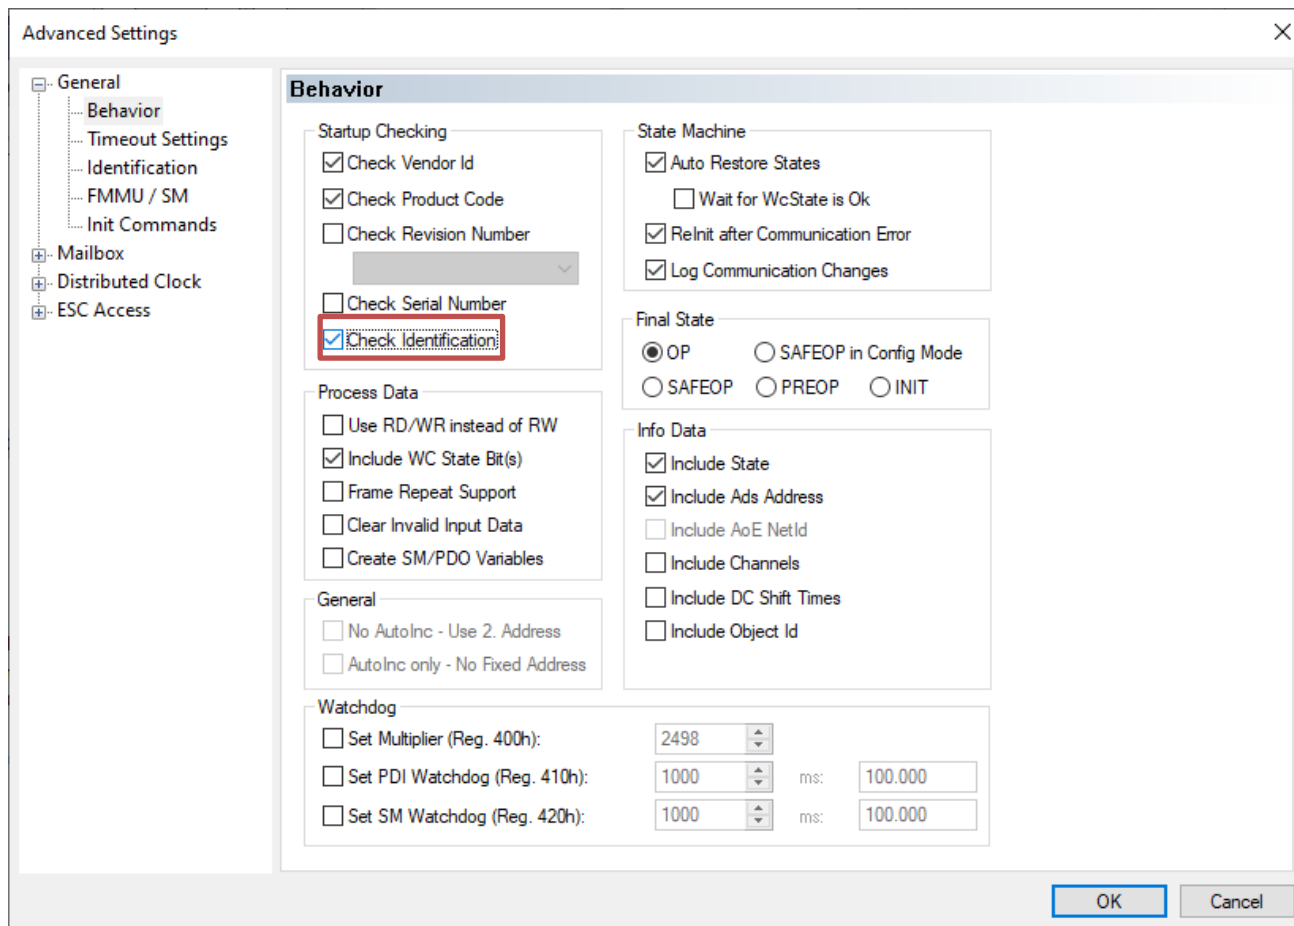 Advanced Settings
General
Behavior
Timeout Settings
Identification
FMMU / SM
Init Commands
Mailbox
Distributed Clock
ESC Access
Behavior
Startup Checking
Check Vendor Id
Check Product Code
Check Revision Number
Check Serial Number
Check Identification
Process Data
Use RD/WR instead of RW
Include WC State Bit(s)
Frame Repeat Support
Clear Invalid Input Data
Create SM/PDO Variables
General
No AutoInc - Use 2. Address
AutoInc only - No Fixed Address
State Machine
Auto Restore States
Wait for WcState is Ok
ReInit after Communication Error
Log Communication Changes
Final State
OP SAFEOP in Config Mode
SAFEOP PREOP INIT
Info Data
Include State
Include Ads Address
Include AoE NetId
Include Channels
Include DC Shift Times
Include Object Id
Watchdog
Set Multiplier (Reg. 400h): 2498
Set PDI Watchdog (Reg. 410h): 1000 ms: 100.000
Set SM Watchdog (Reg. 420h): 1000 ms: 100.000
OK Cancel